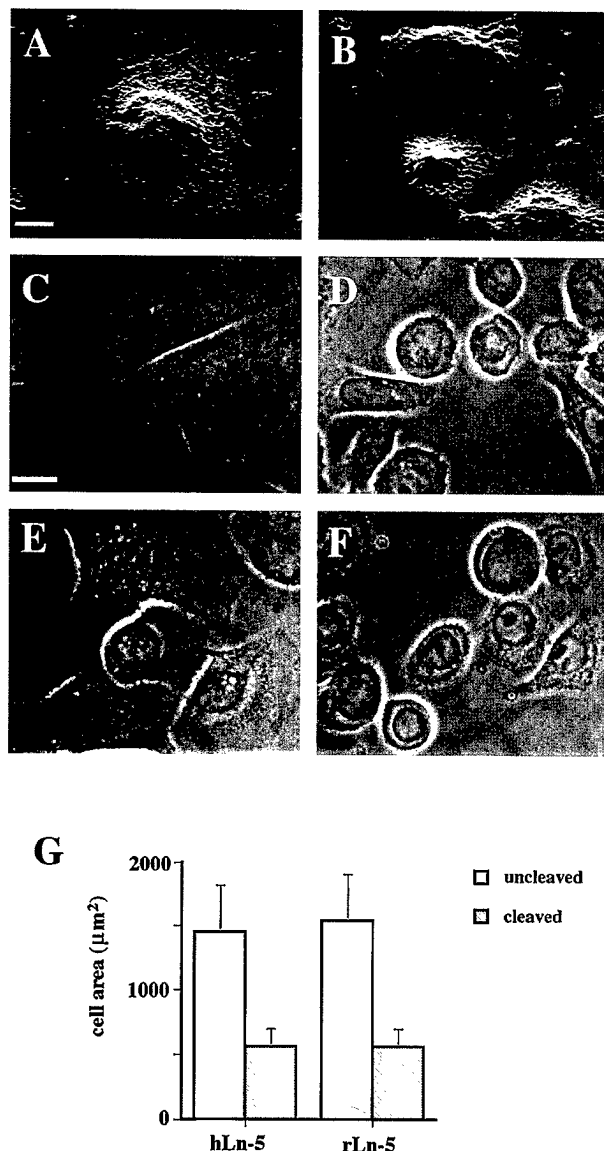 A
B
C
D
E
F
G
2000
1000
0
cell area (μm²)
uncleaved
cleaved
hLn-5
rLn-5